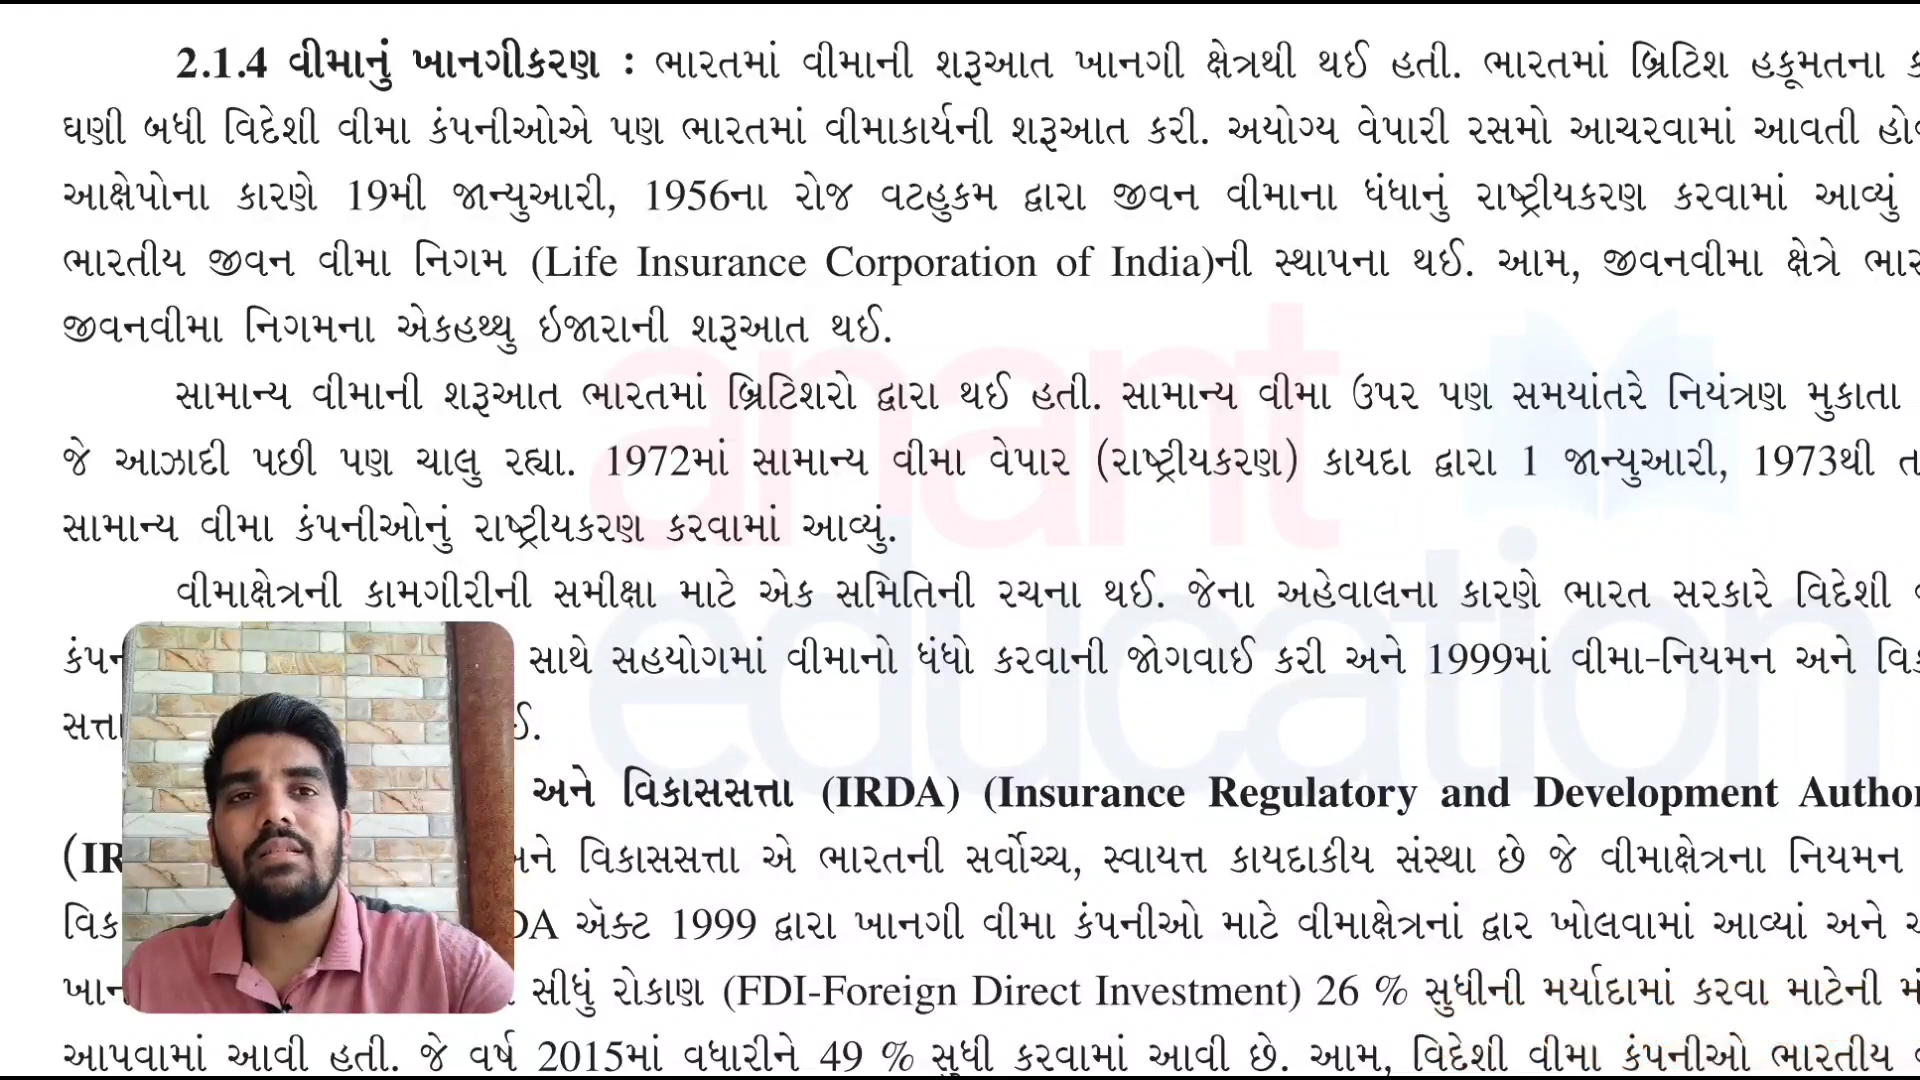 2.1.4 વીમાનું ખાનગીકરણ : ભારતમાં વીમાની શરૂઆત ખાનગી ક્ષેત્રથી થઈ હતી. ભારતમાં બ્રિટિશ હકૂમતના
ઘણી બધી વિદેશી વીમા કંપનીઓએ પણ ભારતમાં વીમાકાર્યની શરૂઆત કરી. અયોગ્ય વેપારી રસમો આચરવામાં આવતી
આક્ષેપોના કારણે 19મી જાન્યુઆરી, 1956ના રોજ વટહુકમ દ્વારા જીવન વીમાના ધંધાનું રાષ્ટ્રીયકરણ કરવામાં આવ્યું
ભારતીય જીવન વીમા નિગમ (Life Insurance Corporation of India)ની સ્થાપના થઈ. આમ, જીવનવીમા ક્ષેત્રે
જીવનવીમા નિગમના એકહથ્થુ ઇજારાની શરૂઆત થઈ.
સામાન્ય વીમાની શરૂઆત ભારતમાં બ્રિટિશરો દ્વારા થઈ હતી. સામાન્ય વીમા ઉપર પણ સમયાંતરે નિયંત્રણ મુકાતા
જે આઝાદી પછી પણ ચાલુ રહ્યા. 1972માં સામાન્ય વીમા વેપાર (રાષ્ટ્રીયકરણ) કાયદા દ્વારા 1 જાન્યુઆરી, 1973થી
સામાન્ય વીમા કંપનીઓનું રાષ્ટ્રીયકરણ કરવામાં આવ્યું.
વીમાક્ષેત્રની કામગીરીની સમીક્ષા માટે એક સમિતિની રચના થઈ. જેના અહેવાલના કારણે ભારત સરકારે વિદેશી
સાથે સહયોગમાં વીમાનો ધંધો કરવાની જોગવાઈ કરી અને 1999માં વીમા-નિયમન અને
સત્તા
અને વિકાસસત્તા (IRDA) (Insurance Regulatory and Development
અને વિકાસસત્તા એ ભારતની સર્વોચ્ચ, સ્વાયત્ત કાયદાકીય સંસ્થા છે જે વીમાક્ષેત્રના નિયમન
ઍક્ટ 1999 દ્વારા ખાનગી વીમા કંપનીઓ માટે વીમાક્ષેત્રનાં દ્વાર ખોલવામાં આવ્યાં અને
સીધું રોકાણ (FDI-Foreign Direct Investment) 26 % સુધીની મર્યાદામાં કરવા માટેની
આપવામાં આવી હતી. જે વર્ષ 2015માં વધારીને 49 % સુધી કરવામાં આવી છે. આમ, વિદેશી વીમા કંપનીઓ ભારતીય
anant
education